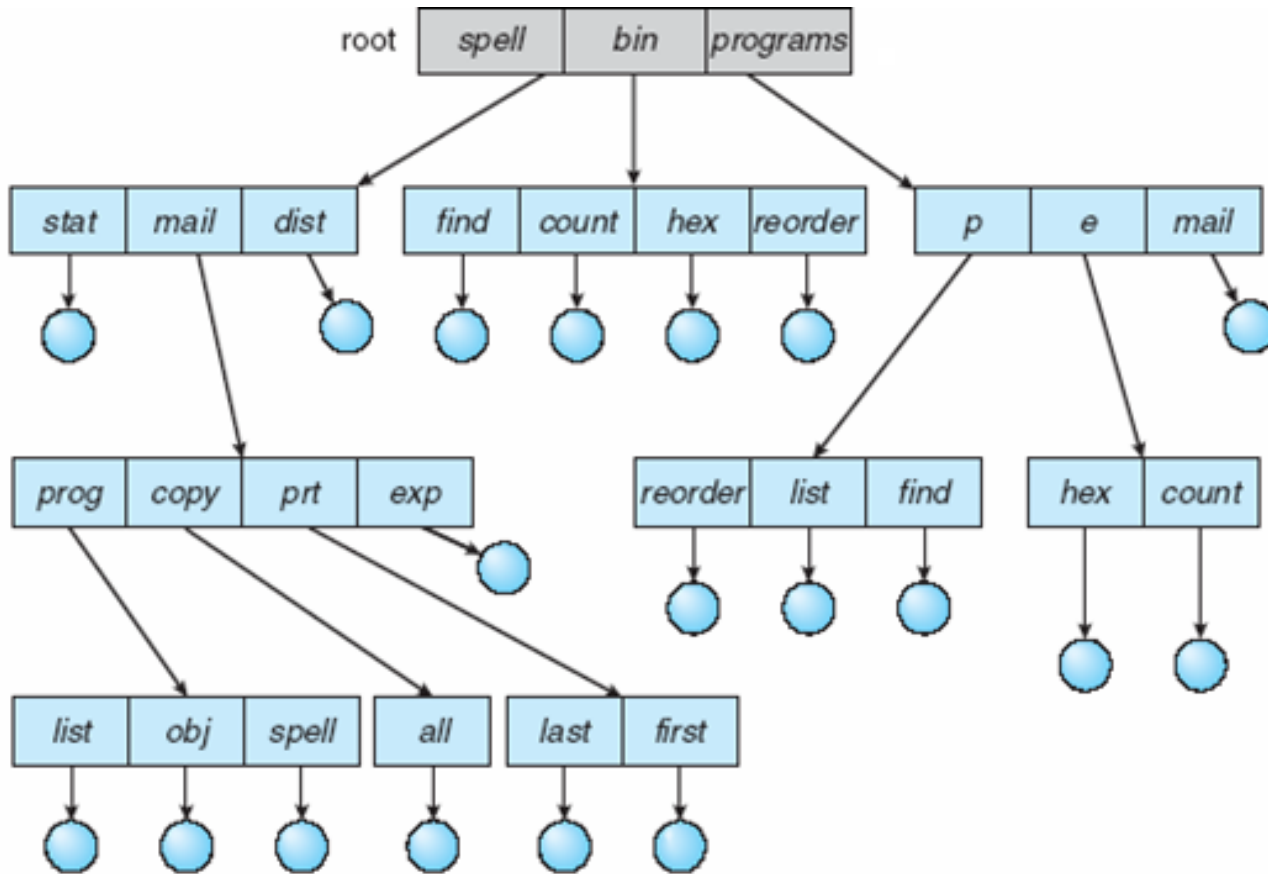 root spell bin programs
stat mail dist find count hex reorder p e mail
prog copy prt exp reorder list find hex count
list obj spell all last first